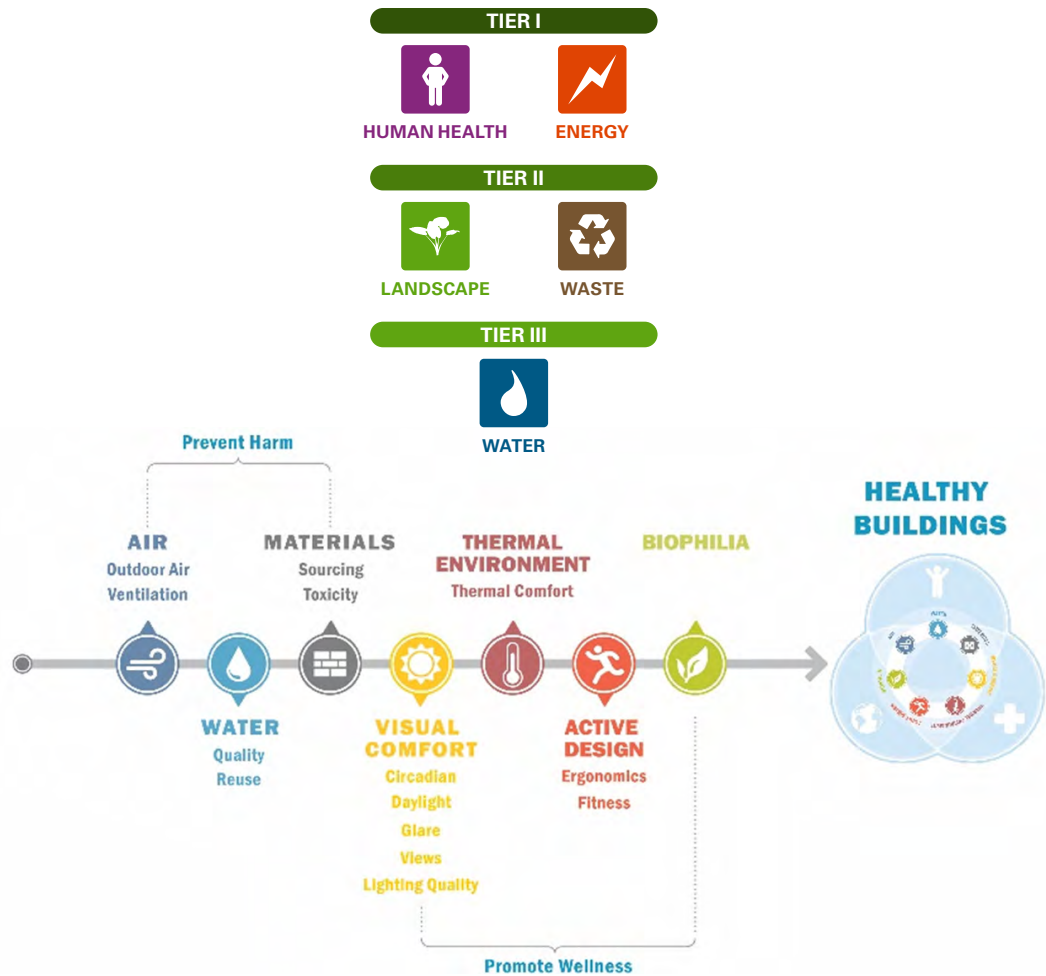 TIER I
HUMAN HEALTH
ENERGY
TIER II
LANDSCAPE
WASTE
TIER III
WATER
Prevent Harm
HEALTHY
BUILDINGS
AIR
Outdoor Air
Ventilation
MATERIALS
Sourcing
Toxicity
THERMAL
ENVIRONMENT
Thermal Comfort
BIOPHILIA
WATER
Quality
Reuse
VISUAL
COMFORT
Circadian
Daylight
Glare
Views
Lighting Quality
ACTIVE
DESIGN
Ergonomics
Fitness
Promote Wellness